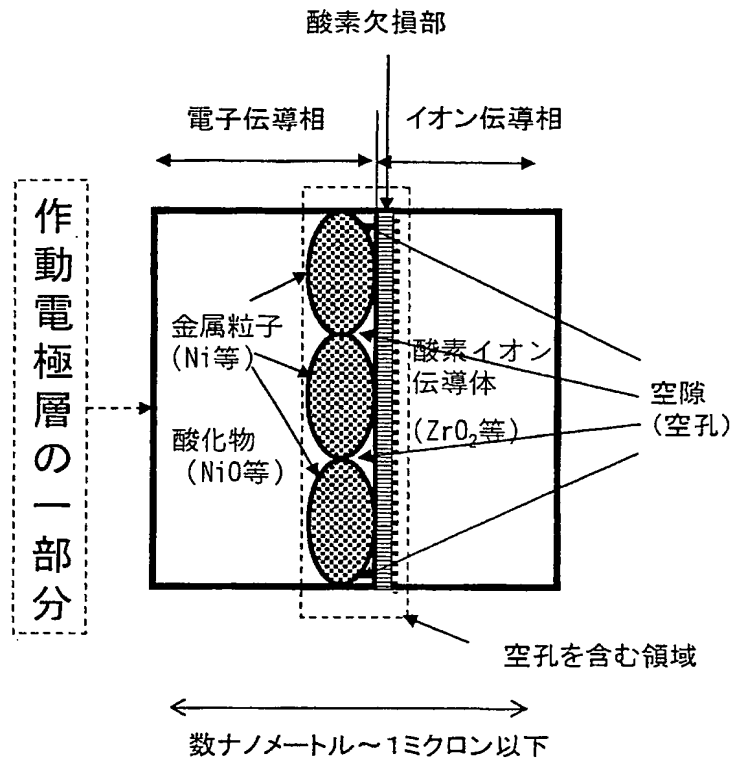 酸素欠損部
電子伝導相
イオン伝導相
作動電極層の一部分
金属粒子
(Ni等)
酸化物
(NiO等)
酸素イオン
伝導体
(ZrO₂等)
空隙
(空孔)
空孔を含む領域
数ナノメートル～1ミクロン以下